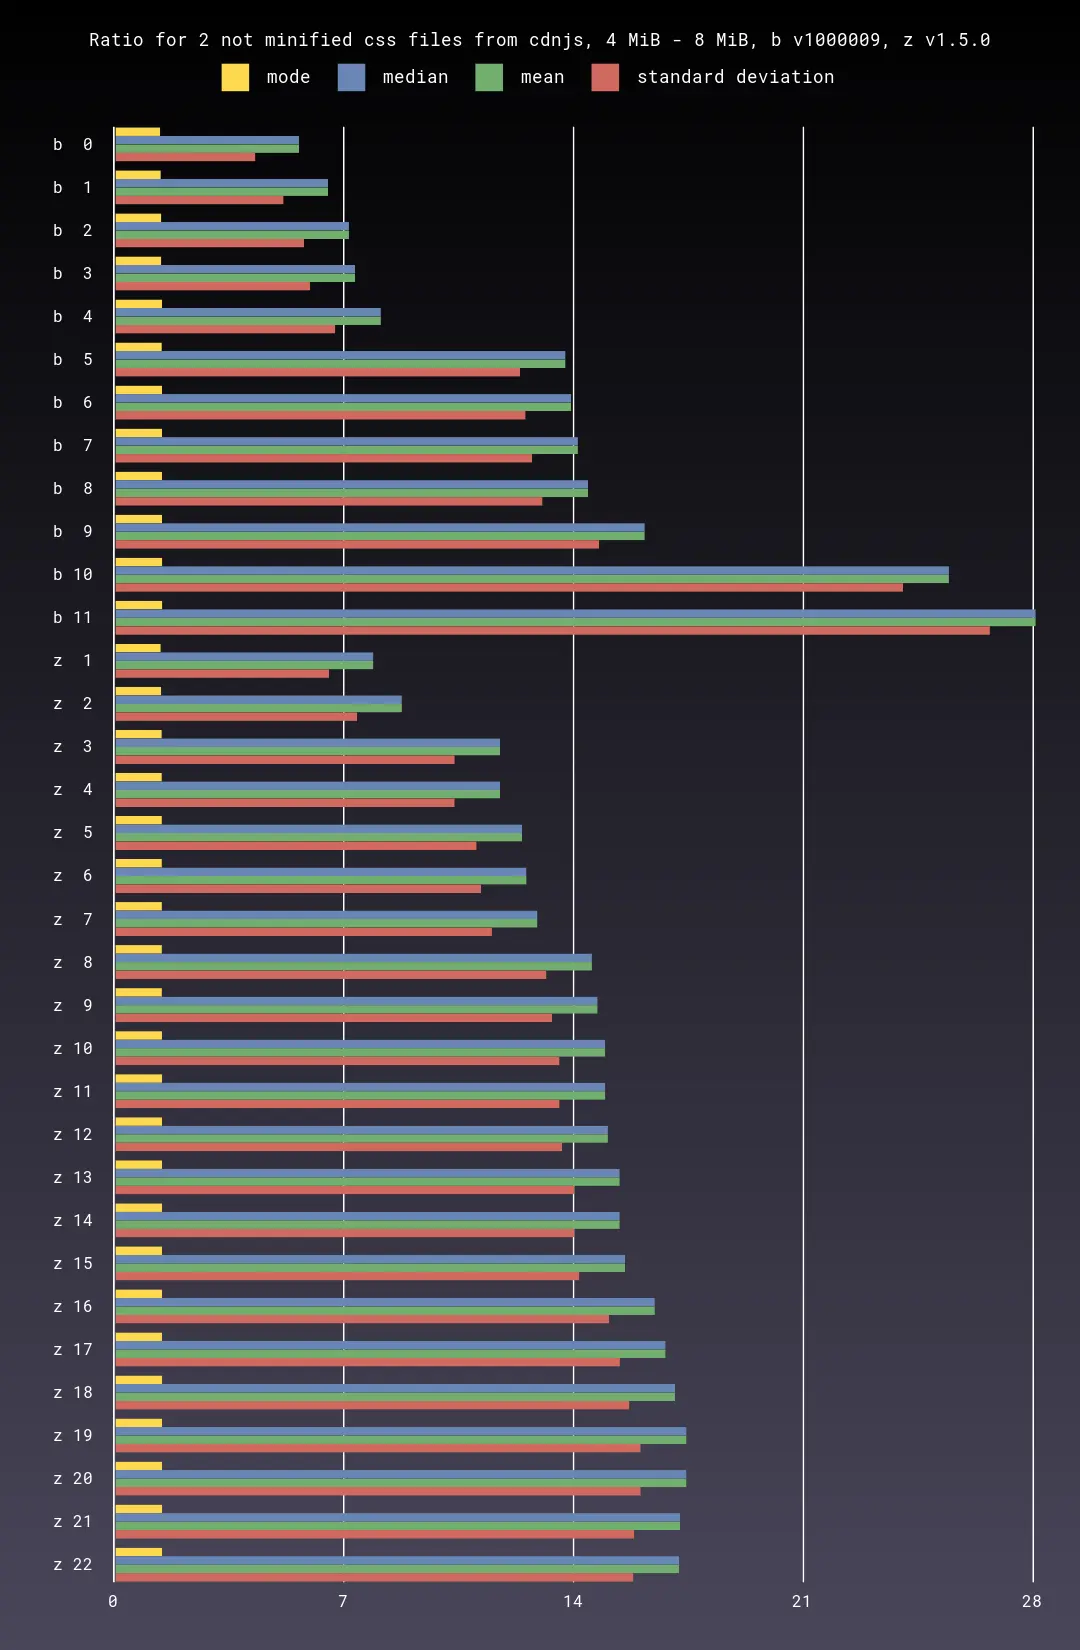 Ratio for 2 not minified css files from cdnjs, 4 MiB - 8 MiB, b v1000009, z v1.5.0
mode median mean standard deviation
b 0
b 1
b 2
b 3
b 4
b 5
b 6
b 7
b 8
b 9
b 10
b 11
z 1
z 2
z 3
z 4
z 5
z 6
z 7
z 8
z 9
z 10
z 11
z 12
z 13
z 14
z 15
z 16
z 17
z 18
z 19
z 20
z 21
z 22
0 7 14 21 28